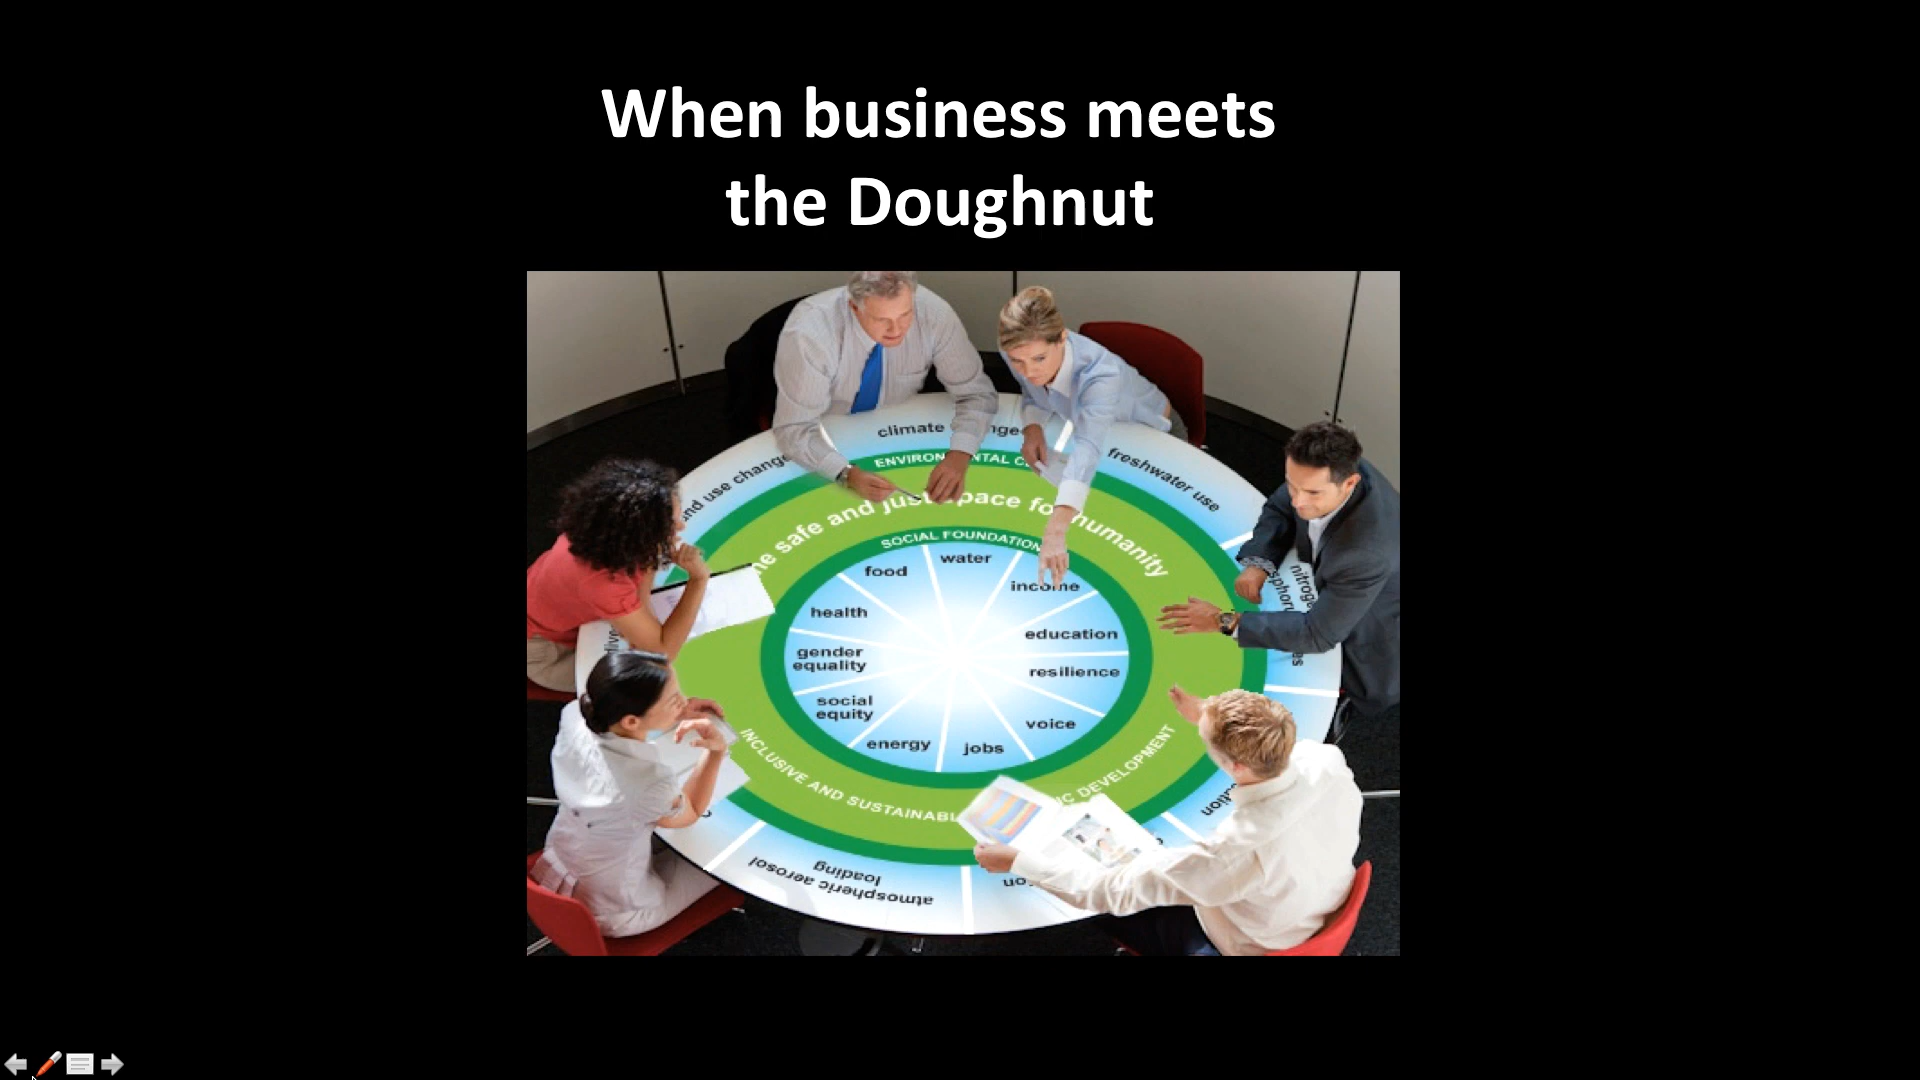 When business meets
the Doughnut
climate
freshwater use
use change
ENVIRON
safe and just space for humanity
SOCIAL FOUNDATION
water
food
income
health
education
gender
equality
resilience
social
equity
voice
energy
jobs
INCLUSIVE AND SUSTAINABL
DEVELOPMENT
atmospheric aerosol
loading